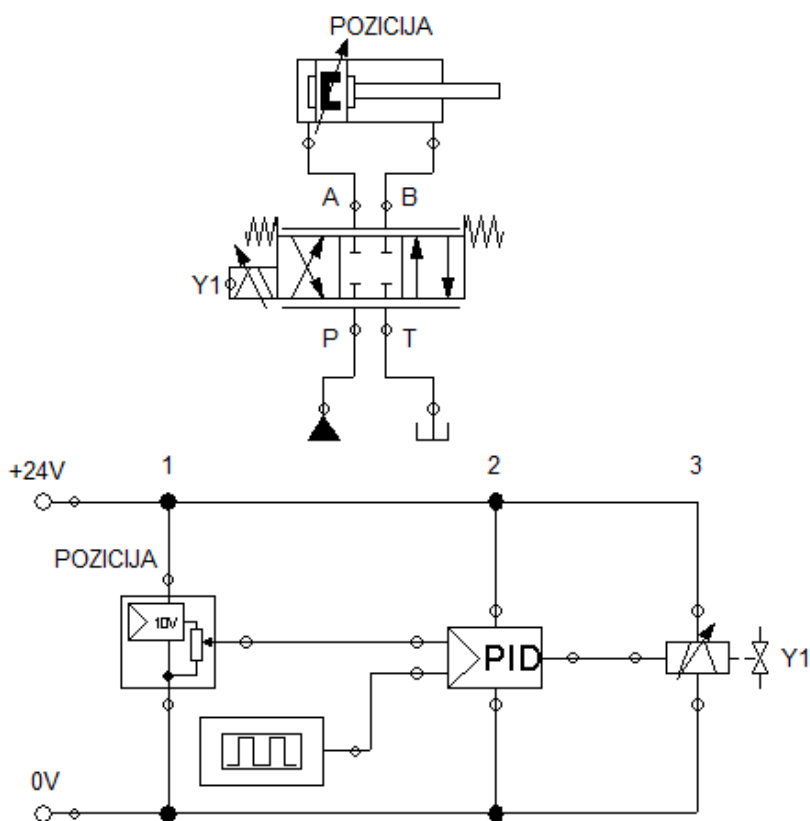 POZICIJA
A B
Y1
P T
1 2 3
+24V
POZICIJA
10V
PID
Y1
0V